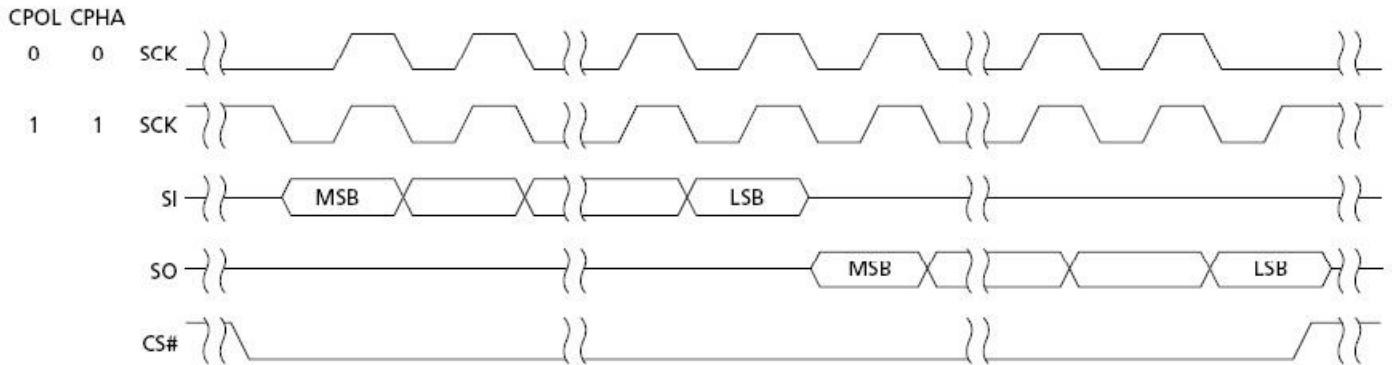 CPOL CPHA
0 0 SCK
1 1 SCK
SI MSB LSB
SO MSB LSB
CS#